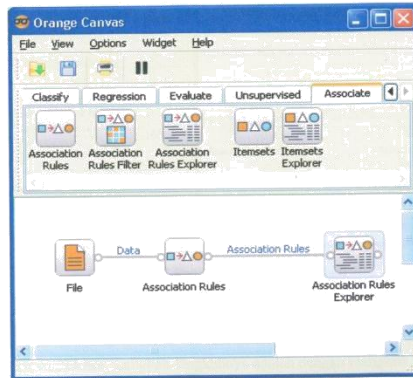 Orange Canvas
File View Options Widget Help
Classify Regression Evaluate Unsupervised Associate
Association Rules
Association Rules Filter
Association Rules Explorer
Itemsets
Itemsets Explorer
Data
Association Rules
File
Association Rules
Association Rules
Explorer